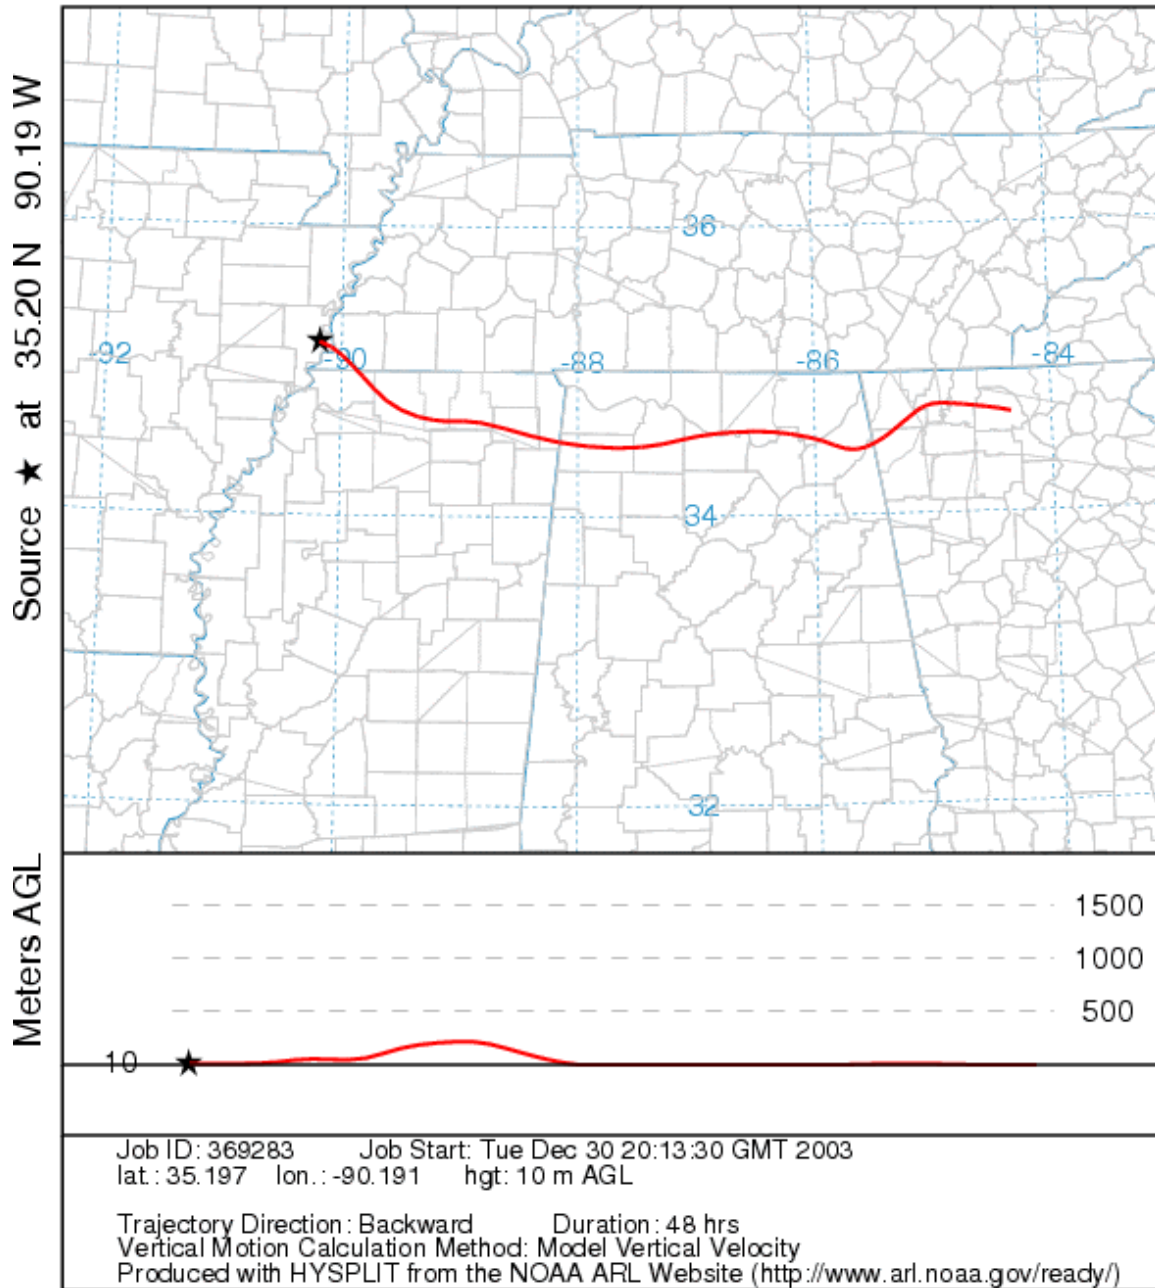 Source ★ at 35.20 N 90.19 W
36
-92
-90
-88
-86
-84
34
32
Meters AGL
1500
1000
500
10
Job ID: 369283 Job Start: Tue Dec 30 20:13:30 GMT 2003
lat.: 35.197 lon.: -90.191 hgt: 10 m AGL
Trajectory Direction: Backward Duration: 48 hrs
Vertical Motion Calculation Method: Model Vertical Velocity
Produced with HYSPLIT from the NOAA ARL Website (http://www.arl.noaa.gov/ready/)